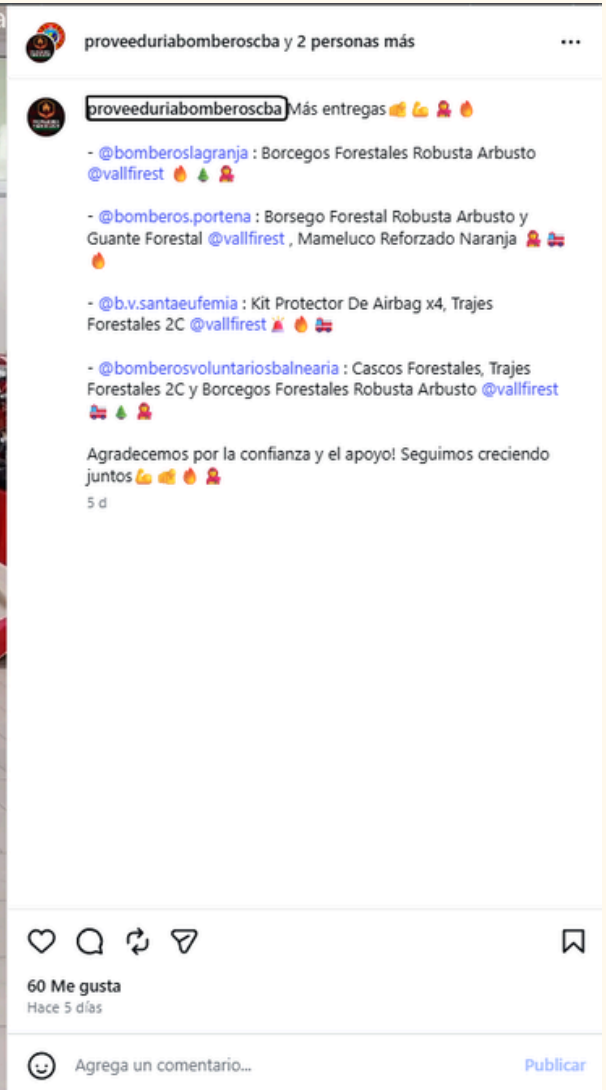 proveeduriabomberoscba y 2 personas más
proveeduriabomberoscba Más entregas🤜💪👩‍🚒🔥
- @bomberoslagranja : Borcegos Forestales Robusta Arbusto
@vallfirest 🔥🌲👩‍🚒
- @bomberos.portena : Borsego Forestal Robusta Arbusto y
Guante Forestal @vallfirest , Mameluco Reforzado Naranja 👩‍🚒🚒
🔥
- @b.v.santaeufemia : Kit Protector De Airbag x4, Trajes
Forestales 2C @vallfirest🚨🔥🚒
- @bomberosvoluntariosbalnearia : Cascos Forestales, Trajes
Forestales 2C y Borcegos Forestales Robusta Arbusto @vallfirest
🚒🌲👩‍🚒
Agradecemos por la confianza y el apoyo! Seguimos creciendo
juntos💪🤜🔥👩‍🚒
5 d
60 Me gusta
Hace 5 días
Agrega un comentario...
Publicar